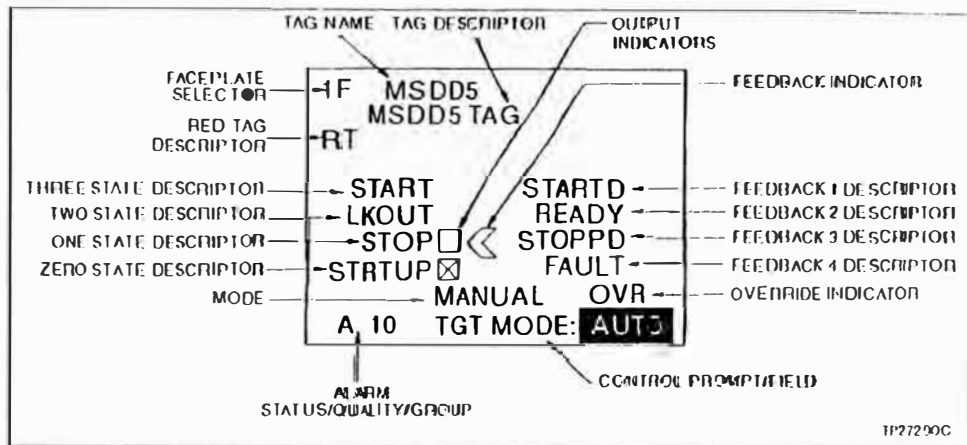 TAG NAME TAG DESCRIPTOR
OUTPUT
INDICATORS
FACEPLATE
SELECTOR
1F
MSDD5
FEEDBACK INDICATOR
MSDD5 TAG
RED TAG
DESCRIPTOR
RT
THREE STATE DESCRIPTOR
START
STARTD
FEEDBACK 1 DESCRIPTOR
TWO STATE DESCRIPTOR
LKOUT
READY
FEEDBACK 2 DESCRIPTOR
ONE STATE DESCRIPTOR
STOP
STOPPD
FEEDBACK 3 DESCRIPTOR
ZERO STATE DESCRIPTOR
STRTUP
FAULT
FEEDBACK 4 DESCRIPTOR
MODE
MANUAL
OVR
OVERRIDE INDICATOR
A 10
TGT MODE:
AUTO
CONTROL PROMPT/FIELD
ALARM
STATUS/QUALITY/GROUP
TP27290C